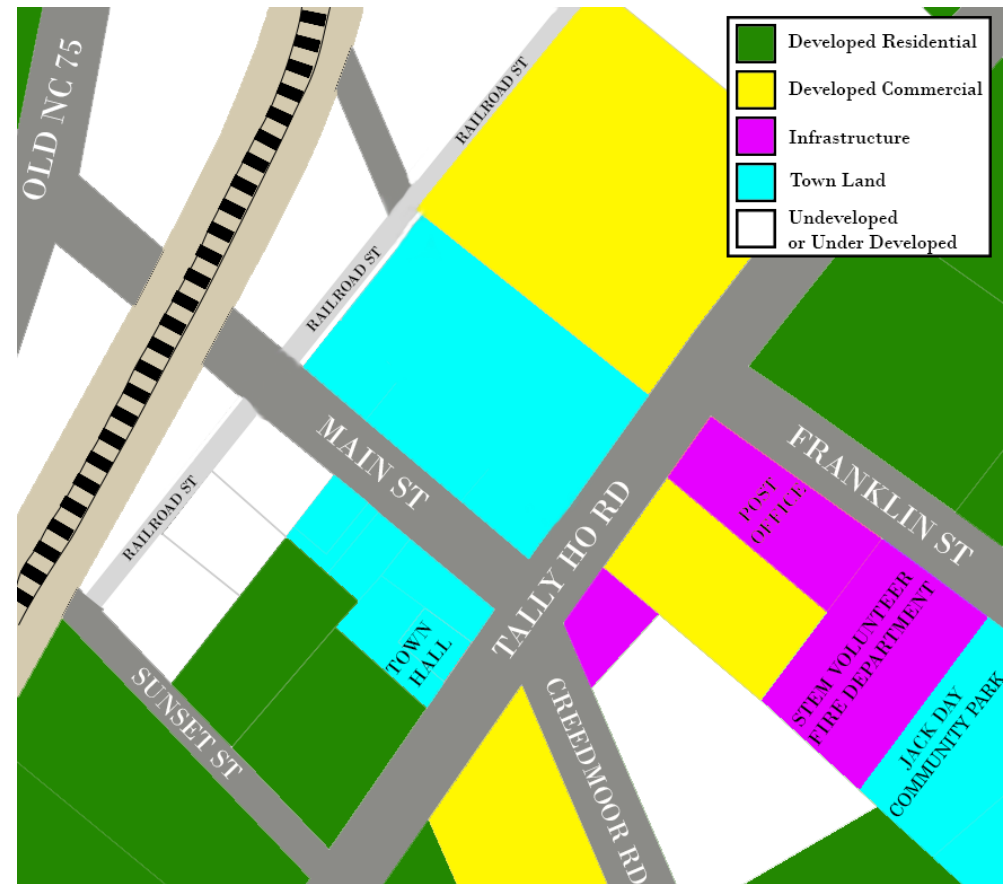 OLD NC 75
RAILROAD ST
Developed Residential
Developed Commercial
Infrastructure
Town Land
Undeveloped
or Under Developed
RAILROAD ST
MAIN ST
RAILROAD ST
TALLY HO RD
FRANKLIN ST
POST
OFFICE
TOWN
HALL
STEM VOLUNTEER
FIRE DEPARTMENT
JACK DAY
COMMUNITY PARK
SUNSET ST
CREEDMOOR RD